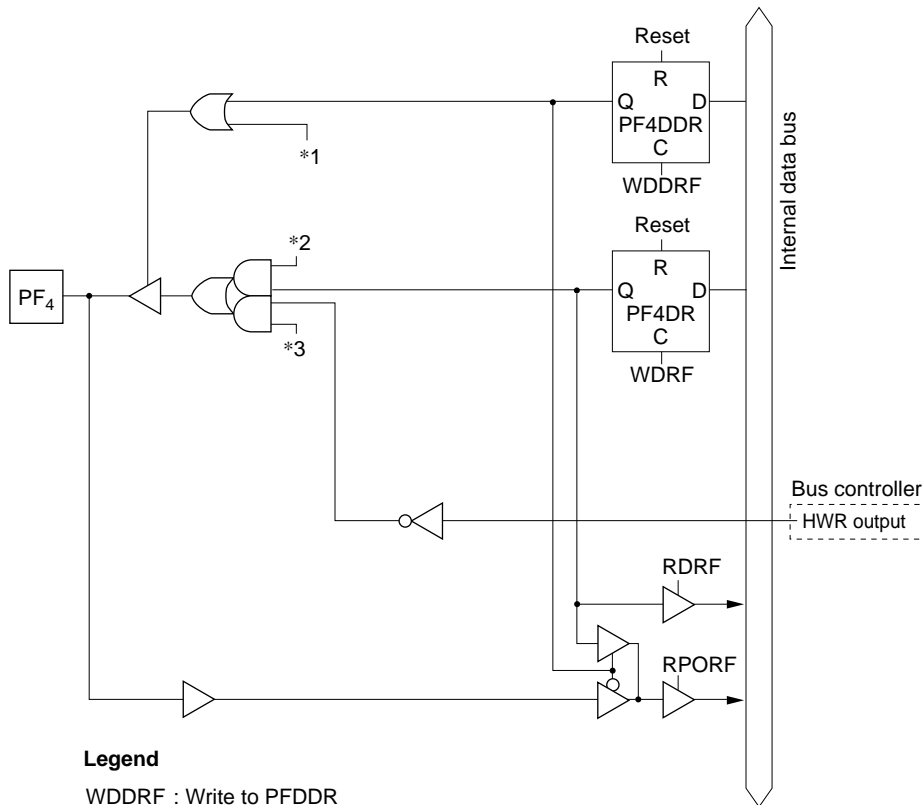 Reset
R
Q D
PF4DDR
C
WDDRF
*1
Internal data bus
Reset
R
Q D
PF4DR
C
WDRF
*2
PF4
*3
Bus controller
HWR output
RDRF
RPORF
Legend
WDDRF : Write to PFDDR